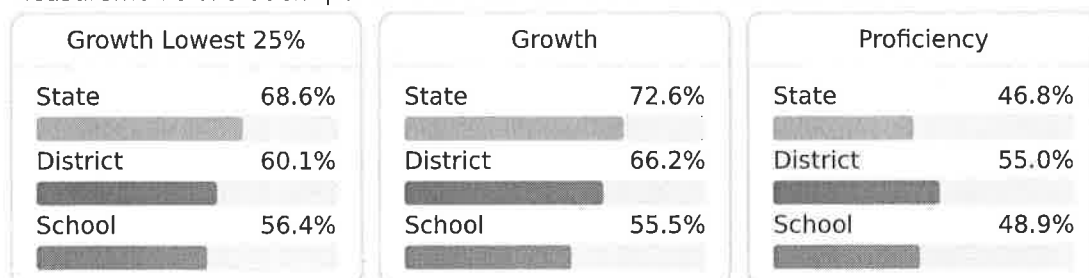 Growth Lowest 25%
State 68.6%
District 60.1%
School 56.4%
Growth
State 72.6%
District 66.2%
School 55.5%
Proficiency
State 46.8%
District 55.0%
School 48.9%